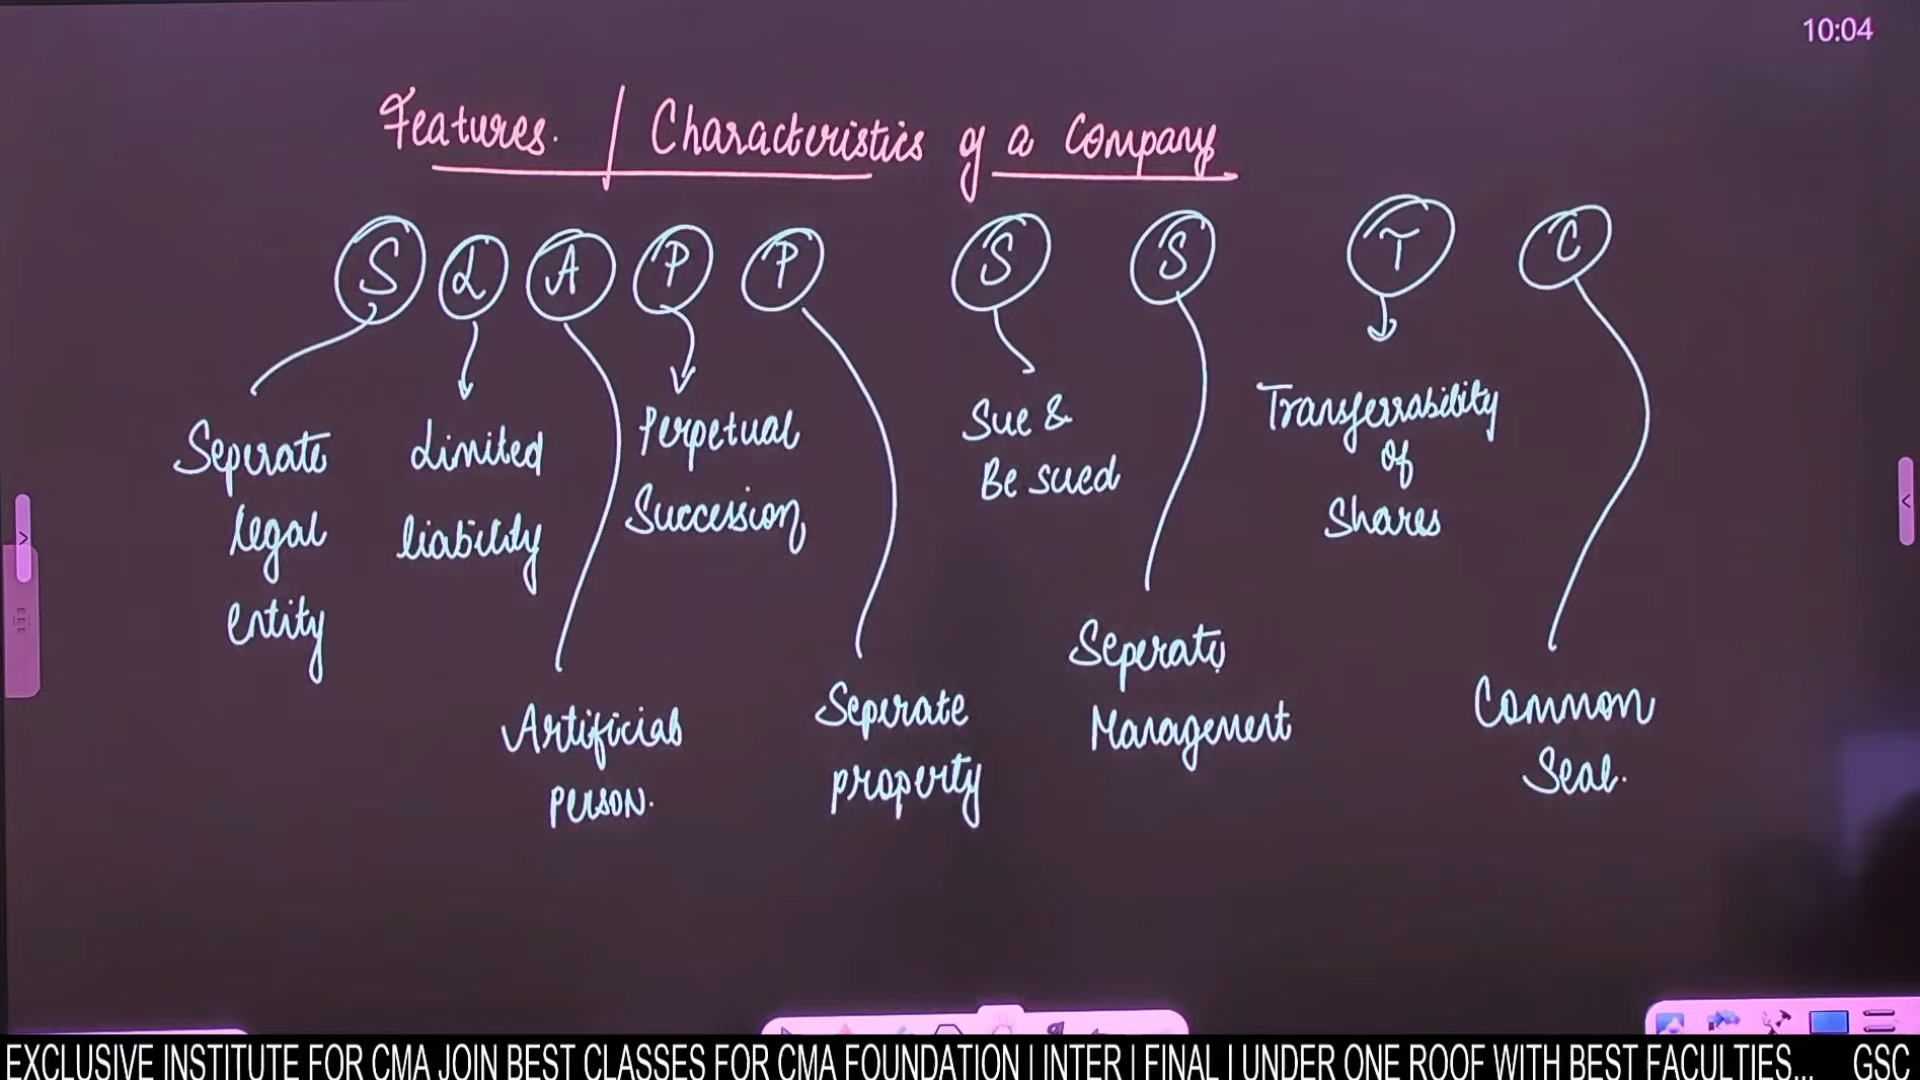 10:04
Features. / Characteristics of a Company
S L A P P S S T C
Seperate
legal
entity
Limited
liability
Artificial
person.
Perpetual
Succession
Seperate
property
Sue &
Be sued
Seperate
Management
Transferrability
of
Shares
Common
Seal.
EXCLUSIVE INSTITUTE FOR CMA JOIN BEST CLASSES FOR CMA FOUNDATION | INTER | FINAL | UNDER ONE ROOF WITH BEST FACULTIES... GSC